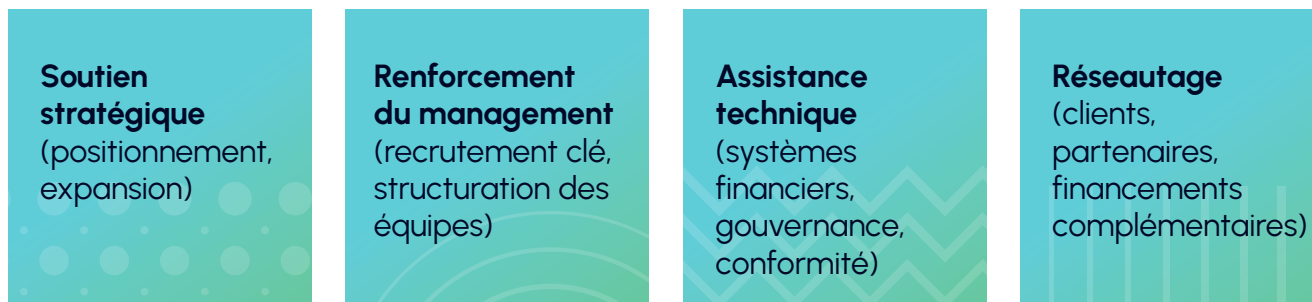 Soutien
stratégique
(positionnement,
expansion)
Renforcement
du management
(recrutement clé,
structuration des
équipes)
Assistance
technique
(systèmes
financiers,
gouvernance,
conformité)
Réseautage
(clients,
partenaires,
financements
complémentaires)